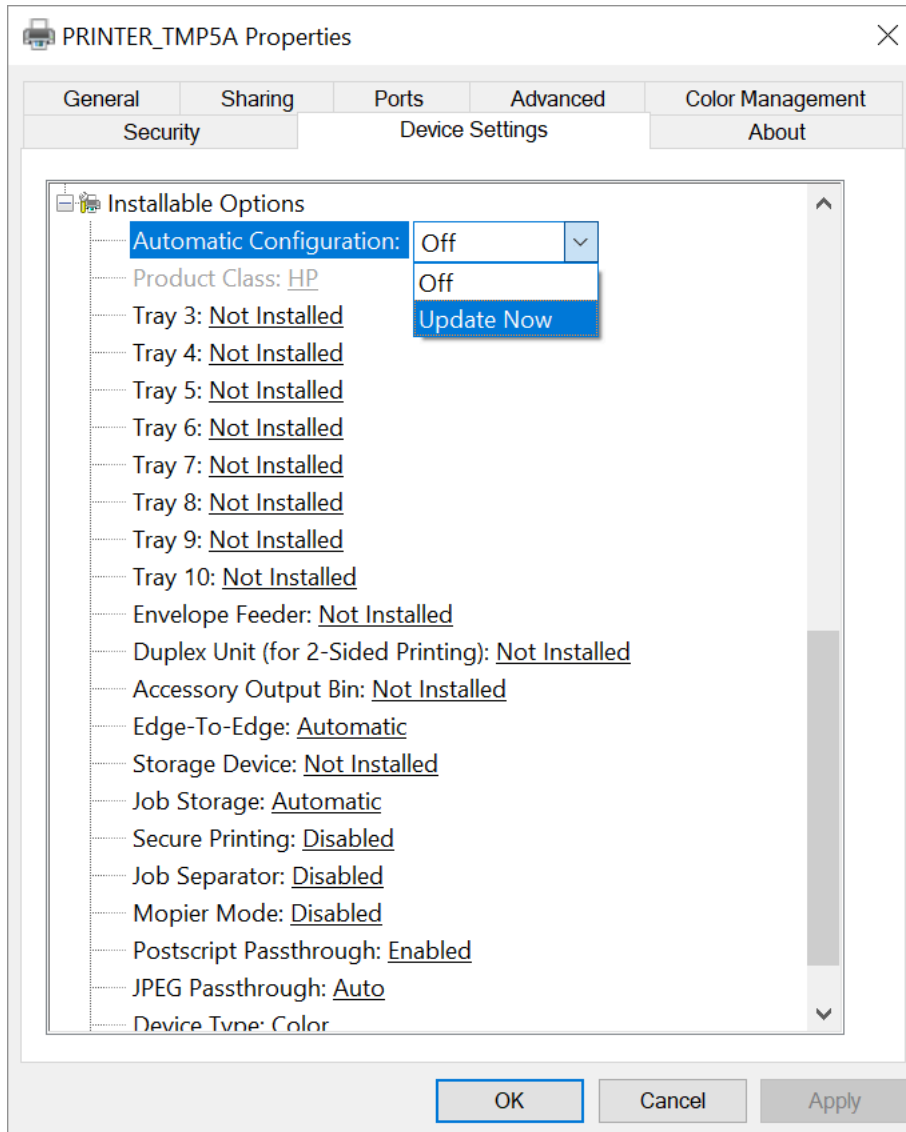 PRINTER_TMP5A Properties
General Sharing Ports Advanced Color Management
Security Device Settings About
Installable Options
Automatic Configuration: Off
Off
Product Class: HP
Update Now
Tray 3: Not Installed
Tray 4: Not Installed
Tray 5: Not Installed
Tray 6: Not Installed
Tray 7: Not Installed
Tray 8: Not Installed
Tray 9: Not Installed
Tray 10: Not Installed
Envelope Feeder: Not Installed
Duplex Unit (for 2-Sided Printing): Not Installed
Accessory Output Bin: Not Installed
Edge-To-Edge: Automatic
Storage Device: Not Installed
Job Storage: Automatic
Secure Printing: Disabled
Job Separator: Disabled
Mopier Mode: Disabled
Postscript Passthrough: Enabled
JPEG Passthrough: Auto
Device Type: Color
OK Cancel Apply